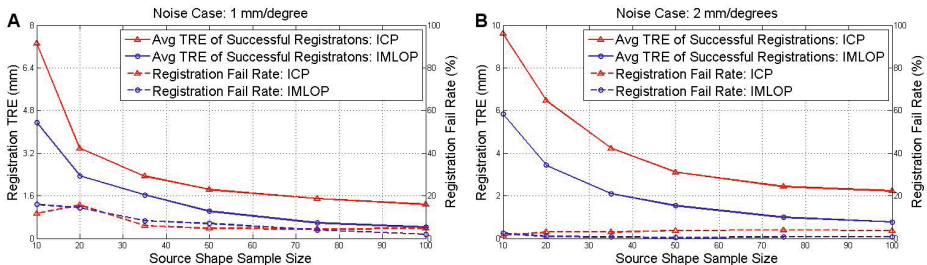 A
Noise Case: 1 mm/degree
Registration TRE (mm)
8
6.4
4.8
3.2
1.6
0
Avg TRE of Successful Registratons: ICP
Avg TRE of Successful Registrations: IMLOP
Registration Fail Rate: ICP
Registration Fail Rate: IMLOP
100
80
60
40
20
0
Registration Fail Rate (%)
10 20 30 40 50 60 70 80 90 100
Source Shape Sample Size
B
Noise Case: 2 mm/degrees
Registration TRE (mm)
10
8
6
4
2
0
Avg TRE of Successful Registratons: ICP
Avg TRE of Successful Registrations: IMLOP
Registration Fail Rate: ICP
Registration Fail Rate: IMLOP
100
80
60
40
20
0
Registration Fail Rate (%)
10 20 30 40 50 60 70 80 90 100
Source Shape Sample Size